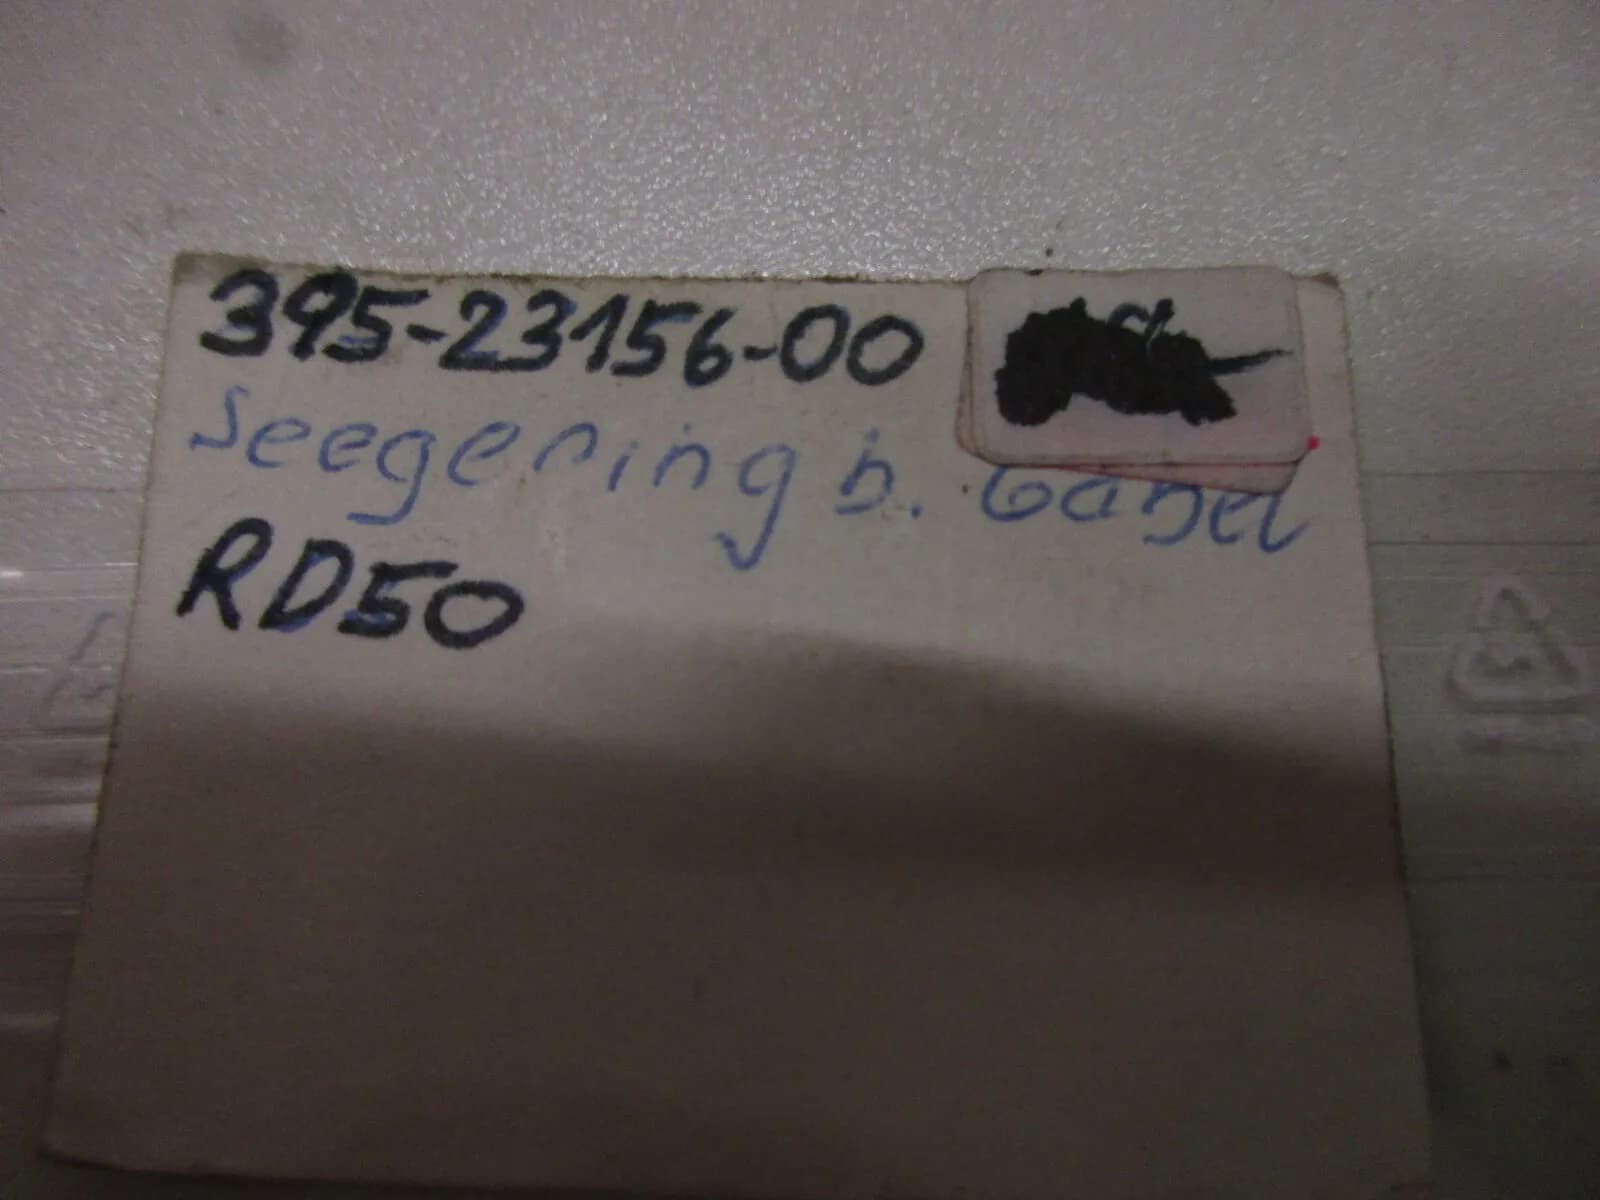 395-23156-00
Seegering b. Gabel
RD50